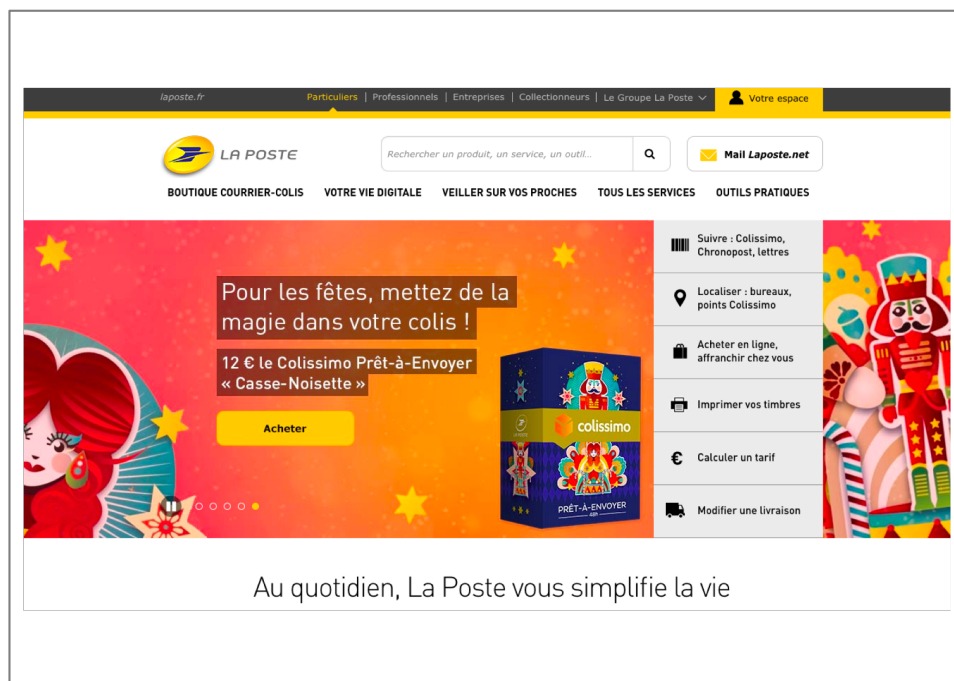 laposte.fr
Particuliers | Professionnels | Entreprises | Collectionneurs | Le Groupe La Poste
Votre espace
LA POSTE
Rechercher un produit, un service, un outil...
Mail Laposte.net
BOUTIQUE COURRIER-COLIS
VOTRE VIE DIGITALE
VEILLER SUR VOS PROCHES
TOUS LES SERVICES
OUTILS PRATIQUES
Pour les fêtes, mettez de la
magie dans votre colis !
12 € le Colissimo Prêt-à-Envoyer
« Casse-Noisette »
Acheter
LA POSTE
colissimo
PRÊT-À-ENVOYER
48H
Suivre : Colissimo,
Chronopost, lettres
Localiser : bureaux,
points Colissimo
Acheter en ligne,
affranchir chez vous
Imprimer vos timbres
€ Calculer un tarif
Modifier une livraison
Au quotidien, La Poste vous simplifie la vie